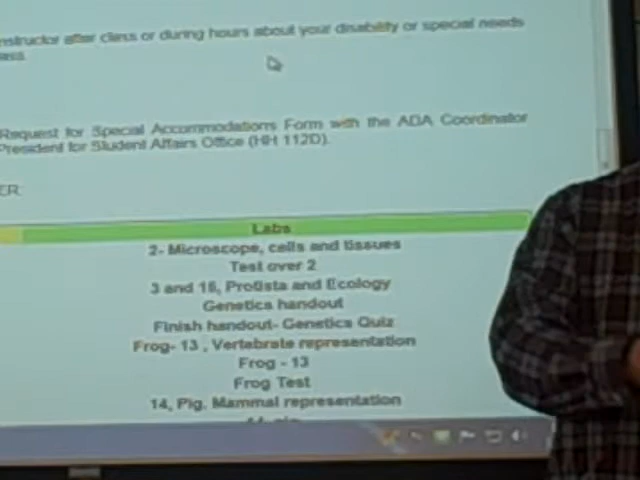 nstructor after class or during hours about your disability or special needs
ass.
Request for Special Accommodations Form with the ADA Coordinator
President for Student Affairs Office (HH 112D).
ER:
Labs
2- Microscope, cells and tissues
Test over 2
3 and 16, Protista and Ecology
Genetics handout
Finish handout- Genetics Quiz
Frog- 13 , Vertebrate representation
Frog - 13
Frog Test
14, Pig. Mammal representation